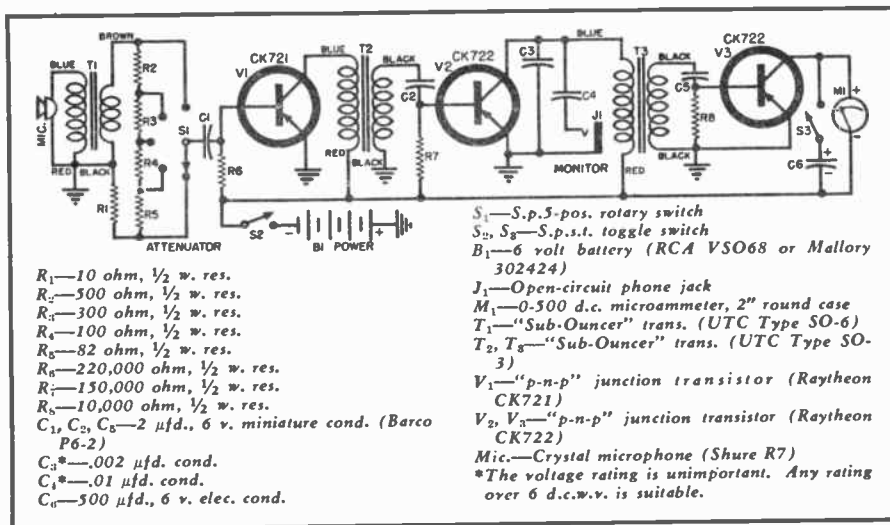 BROWN
BLUE
T1
R2
R3
R4
R5
R1
MIC.
RED
BLACK
S1
ATTENUATOR
C1
R6
V1
CK721
BLUE
T2
BLACK
RED
BLACK
C2
R7
V2
CK722
C3
BLUE
C4
J1
MONITOR
T3
BLACK
RED
BLACK
C5
R8
V3
CK722
S3
M1 +
-
+
C6
-
S2
- B1 POWER +
R₁—10 ohm, ½ w. res.
R₂—500 ohm, ½ w. res.
R₃—300 ohm, ½ w. res.
R₄—100 ohm, ½ w. res.
R₅—82 ohm, ½ w. res.
R₆—220,000 ohm, ½ w. res.
R₇—150,000 ohm, ½ w. res.
R₈—10,000 ohm, ½ w. res.
C₁, C₂, C₅—2 µfd., 6 v. miniature cond. (Barco
P6-2)
C₃*—.002 µfd. cond.
C₄*—.01 µfd. cond.
C₆—500 µfd., 6 v. elec. cond.
S₁—S.p.5-pos. rotary switch
S₂, S₃—S.p.s.t. toggle switch
B₁—6 volt battery (RCA VS068 or Mallory
302424)
J₁—Open-circuit phone jack
M₁—0-500 d.c. microammeter, 2" round case
T₁—"Sub-Ouncer" trans. (UTC Type SO-6)
T₂, T₃—"Sub-Ouncer" trans. (UTC Type SO-
3)
V₁—"p-n-p" junction transistor (Raytheon
CK721)
V₂, V₃—"p-n-p" junction transistor (Raytheon
CK722)
Mic.—Crystal microphone (Shure R7)
*The voltage rating is unimportant. Any rating
over 6 d.c.w.v. is suitable.